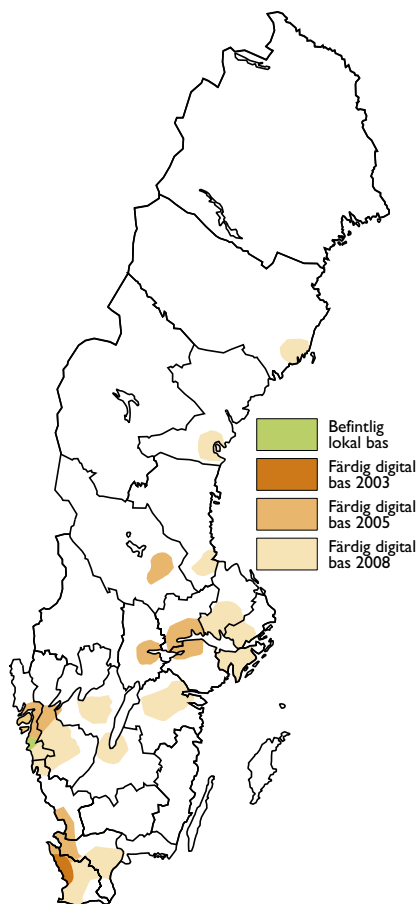 Befintlig
lokal bas
Färdig digital
bas 2003
Färdig digital
bas 2005
Färdig digital
bas 2008